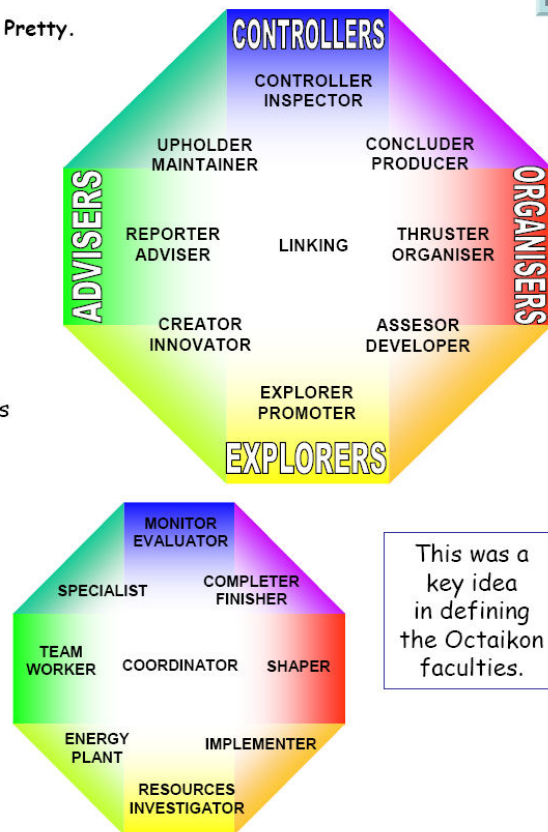 Pretty.
CONTROLLERS
CONTROLLER
INSPECTOR
UPHOLDER
MAINTAINER
CONCLUDER
PRODUCER
ADVISERS
REPORTER
ADVISER
LINKING
THRUSTER
ORGANISER
ORGANISERS
CREATOR
INNOVATOR
ASSESOR
DEVELOPER
EXPLORER
PROMOTER
EXPLORERS
s
MONITOR
EVALUATOR
SPECIALIST
COMPLETER
FINISHER
TEAM
WORKER
COORDINATOR
SHAPER
ENERGY
PLANT
IMPLEMENTER
RESOURCES
INVESTIGATOR
This was a
key idea
in defining
the Octaikon
faculties.